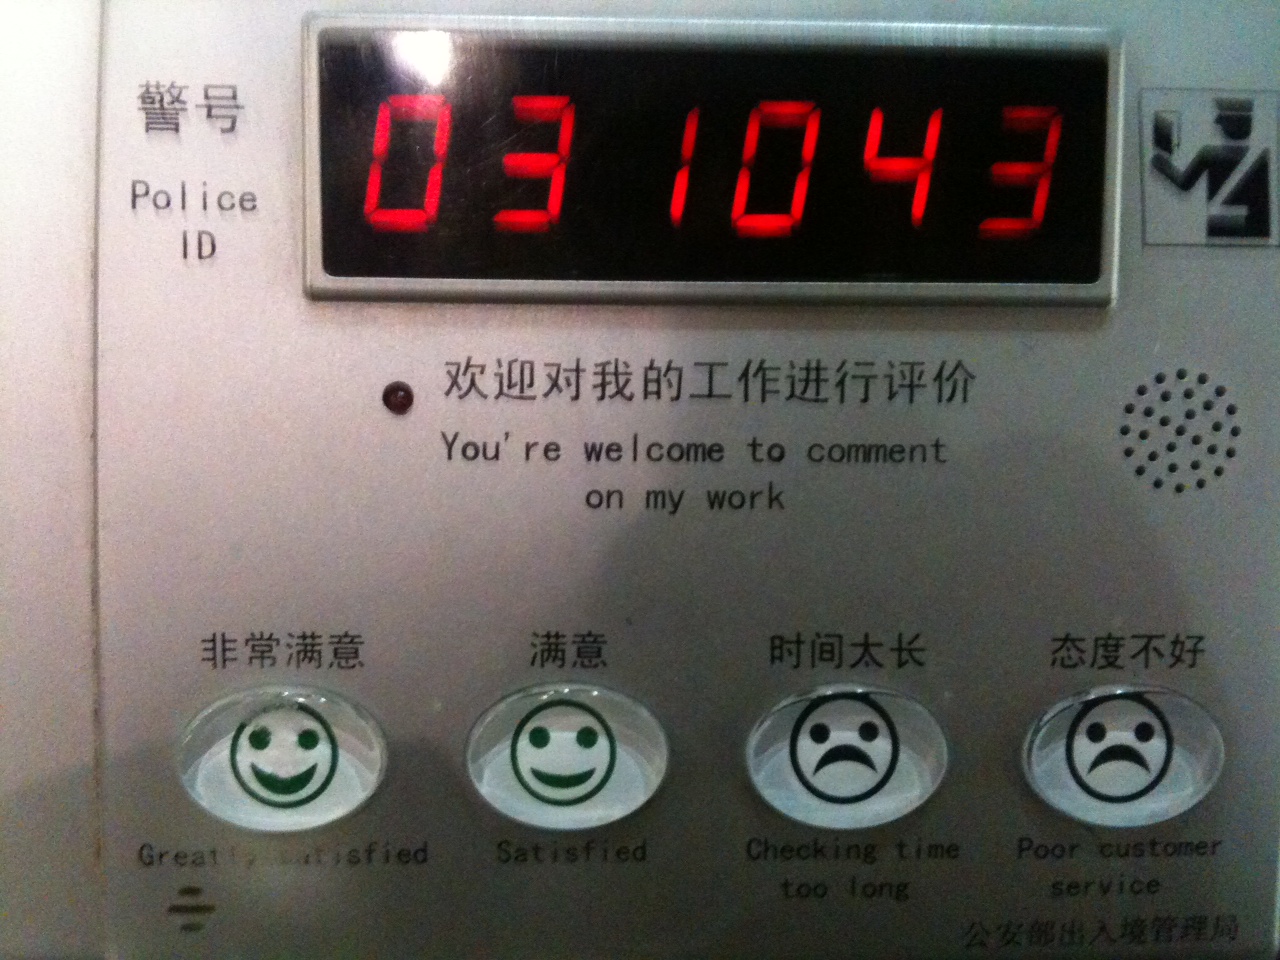 警号
Police
ID
031043
欢迎对我的工作进行评价
You're welcome to comment
on my work
非常满意
满意
时间太长
态度不好
Greatly satisfied
Satisfied
Checking time
too long
Poor customer
service
公安部出入境管理局